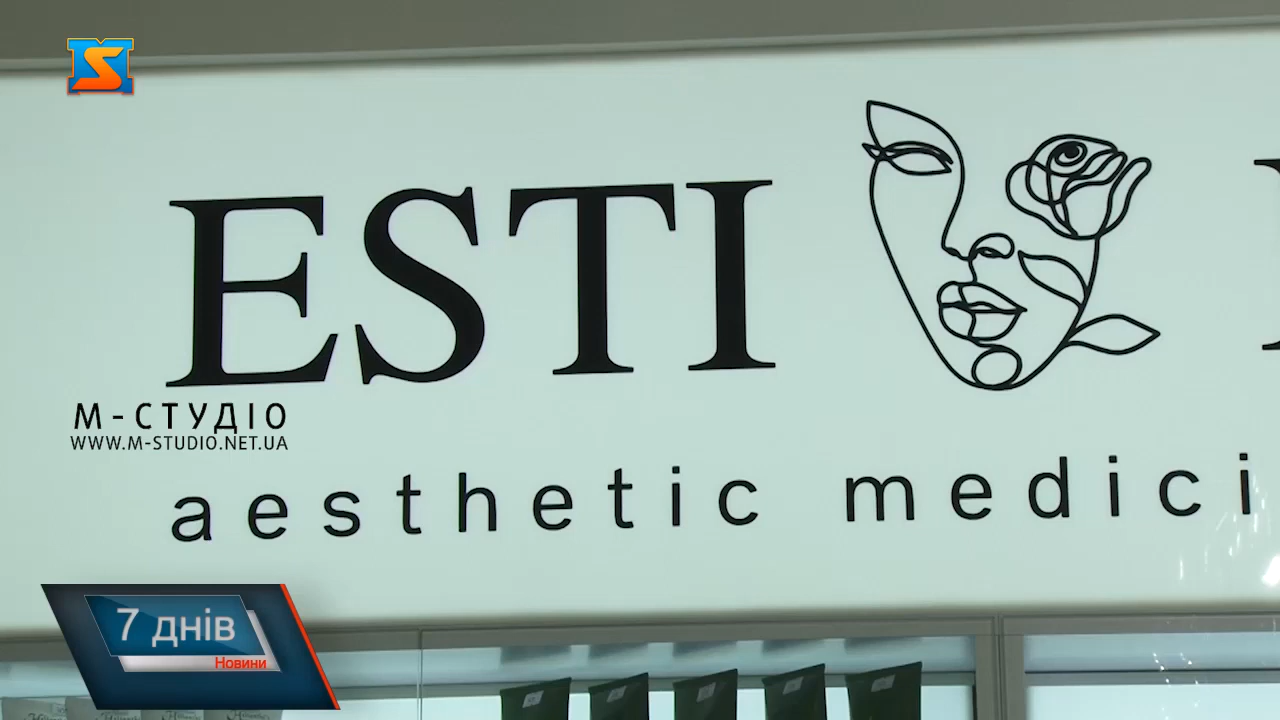 ESTI
М-СТУДІО
WWW.M-STUDIO.NET.UA
aesthetic medici
7 днів
Новини